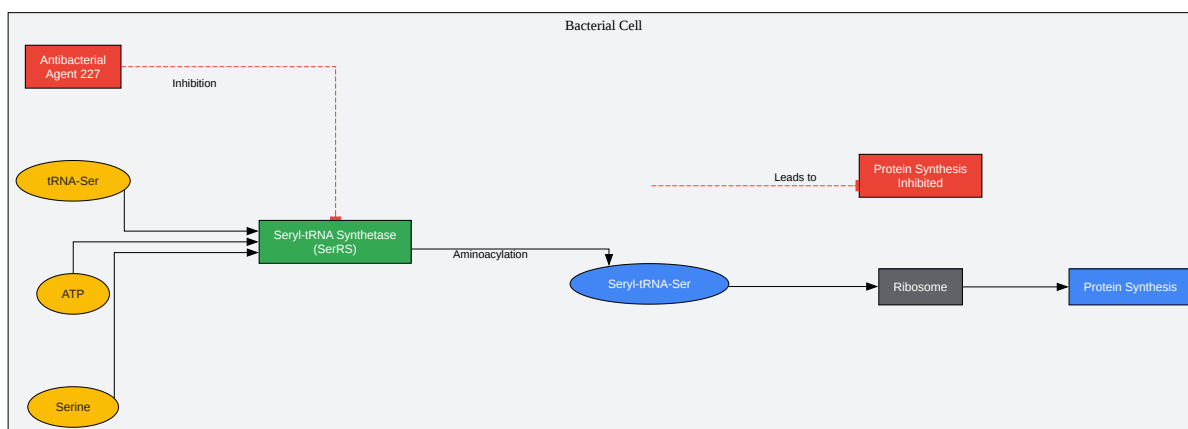 Bacterial Cell
Antibacterial
Agent 227
Inhibition
tRNA-Ser
Protein Synthesis
Inhibited
Leads to
Seryl-tRNA Synthetase
(SerRS)
Aminoacylation
Seryl-tRNA-Ser
Ribosome
Protein Synthesis
ATP
Serine